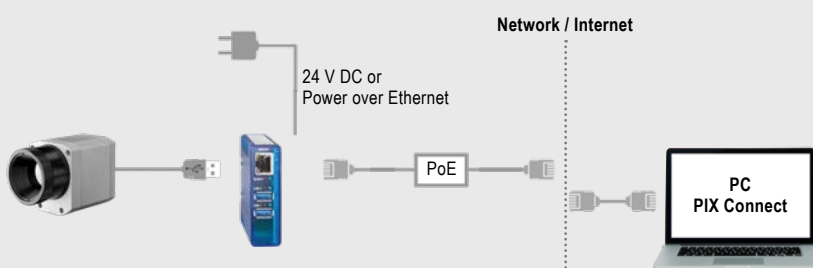 Network / Internet
24 V DC or
Power over Ethernet
PoE
PC
PIX Connect